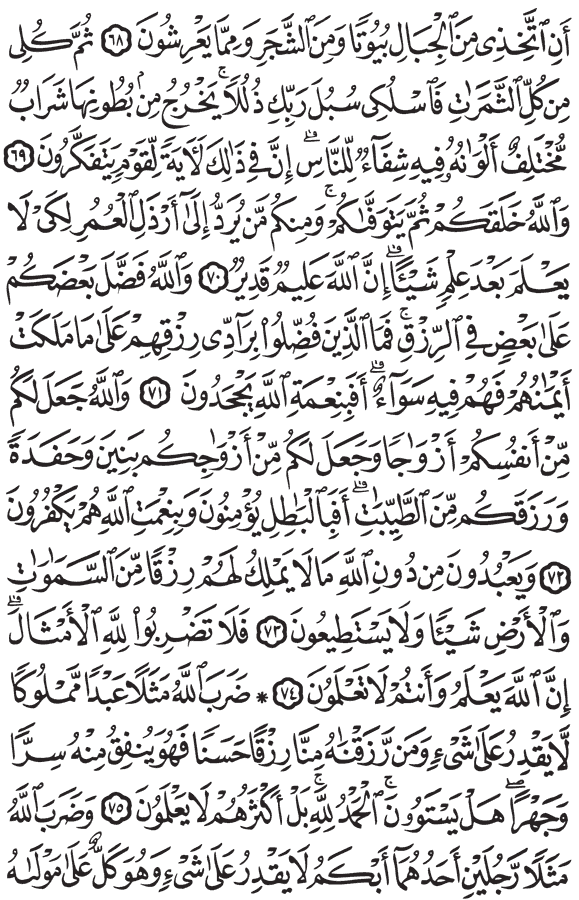 أَنِ ٱتَّخِذِى مِنَ ٱلْجِبَالِ بُيُوتًا وَمِنَ ٱلشَّجَرِ وَمِمَّا يَعْرِشُونَ ٦٨ ثُمَّ كُلِى
مِن كُلِّ ٱلثَّمَرَٰتِ فَٱسْلُكِى سُبُلَ رَبِّكِ ذُلُلًا ۚ يَخْرُجُ مِنۢ بُطُونِهَا شَرَابٌ
مُّخْتَلِفٌ أَلْوَٰنُهُۥ فِيهِ شِفَآءٌ لِّلنَّاسِ ۗ إِنَّ فِى ذَٰلِكَ لَـَٔايَةً لِّقَوْمٍ يَتَفَكَّرُونَ ٦٩
وَٱللَّهُ خَلَقَكُمْ ثُمَّ يَتَوَفَّىٰكُمْ ۚ وَمِنكُم مَّن يُرَدُّ إِلَىٰٓ أَرْذَلِ ٱلْعُمُرِ لِكَىْ لَا
يَعْلَمَ بَعْدَ عِلْمٍ شَيْـًٔا ۚ إِنَّ ٱللَّهَ عَلِيمٌ قَدِيرٌ ٧٠ وَٱللَّهُ فَضَّلَ بَعْضَكُمْ
عَلَىٰ بَعْضٍ فِى ٱلرِّزْقِ ۚ فَمَا ٱلَّذِينَ فُضِّلُوا۟ بِرَآدِّى رِزْقِهِمْ عَلَىٰ مَا مَلَكَتْ
أَيْمَٰنُهُمْ فَهُمْ فِيهِ سَوَآءٌ ۚ أَفَبِنِعْمَةِ ٱللَّهِ يَجْحَدُونَ ٧١ وَٱللَّهُ جَعَلَ لَكُم
مِّنْ أَنفُسِكُمْ أَزْوَٰجًا وَجَعَلَ لَكُم مِّنْ أَزْوَٰجِكُم بَنِينَ وَحَفَدَةً
وَرَزَقَكُم مِّنَ ٱلطَّيِّبَٰتِ ۚ أَفَبِٱلْبَٰطِلِ يُؤْمِنُونَ وَبِنِعْمَتِ ٱللَّهِ هُمْ يَكْفُرُونَ
٧٢ وَيَعْبُدُونَ مِن دُونِ ٱللَّهِ مَا لَا يَمْلِكُ لَهُمْ رِزْقًا مِّنَ ٱلسَّمَٰوَٰتِ
وَٱلْأَرْضِ شَيْـًٔا وَلَا يَسْتَطِيعُونَ ٧٣ فَلَا تَضْرِبُوا۟ لِلَّهِ ٱلْأَمْثَالَ ۚ
إِنَّ ٱللَّهَ يَعْلَمُ وَأَنتُمْ لَا تَعْلَمُونَ ٧٤ * ضَرَبَ ٱللَّهُ مَثَلًا عَبْدًا مَّمْلُوكًا
لَّا يَقْدِرُ عَلَىٰ شَىْءٍ وَمَن رَّزَقْنَٰهُ مِنَّا رِزْقًا حَسَنًا فَهُوَ يُنفِقُ مِنْهُ سِرًّا
وَجَهْرًا ۖ هَلْ يَسْتَوُۥنَ ۚ ٱلْحَمْدُ لِلَّهِ ۚ بَلْ أَكْثَرُهُمْ لَا يَعْلَمُونَ ٧٥ وَضَرَبَ ٱللَّهُ
مَثَلًا رَّجُلَيْنِ أَحَدُهُمَآ أَبْكَمُ لَا يَقْدِرُ عَلَىٰ شَىْءٍ وَهُوَ كَلٌّ عَلَىٰ مَوْلَىٰهُ